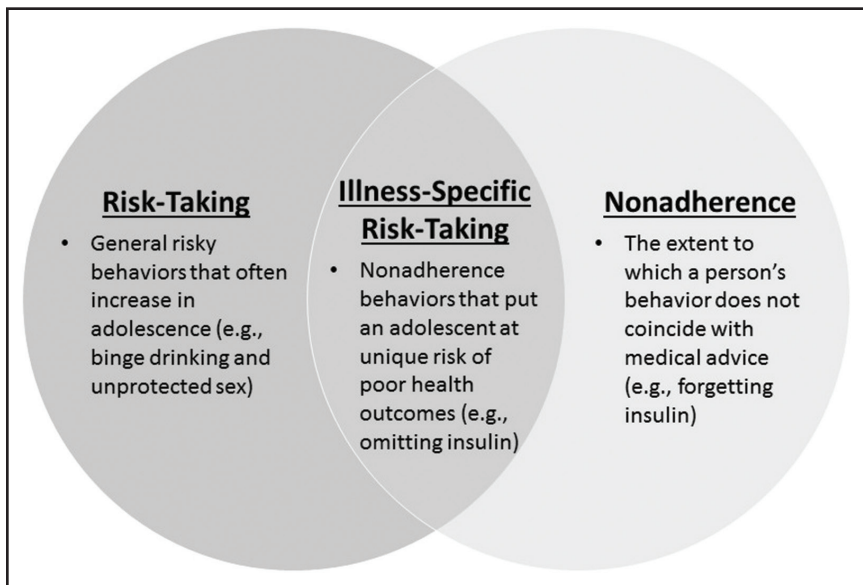 Risk-Taking
• General risky
behaviors that often
increase in
adolescence (e.g.,
binge drinking and
unprotected sex)
Illness-Specific
Risk-Taking
• Nonadherence
behaviors that put
an adolescent at
unique risk of
poor health
outcomes (e.g.,
omitting insulin)
Nonadherence
• The extent to
which a person's
behavior does not
coincide with
medical advice
(e.g., forgetting
insulin)